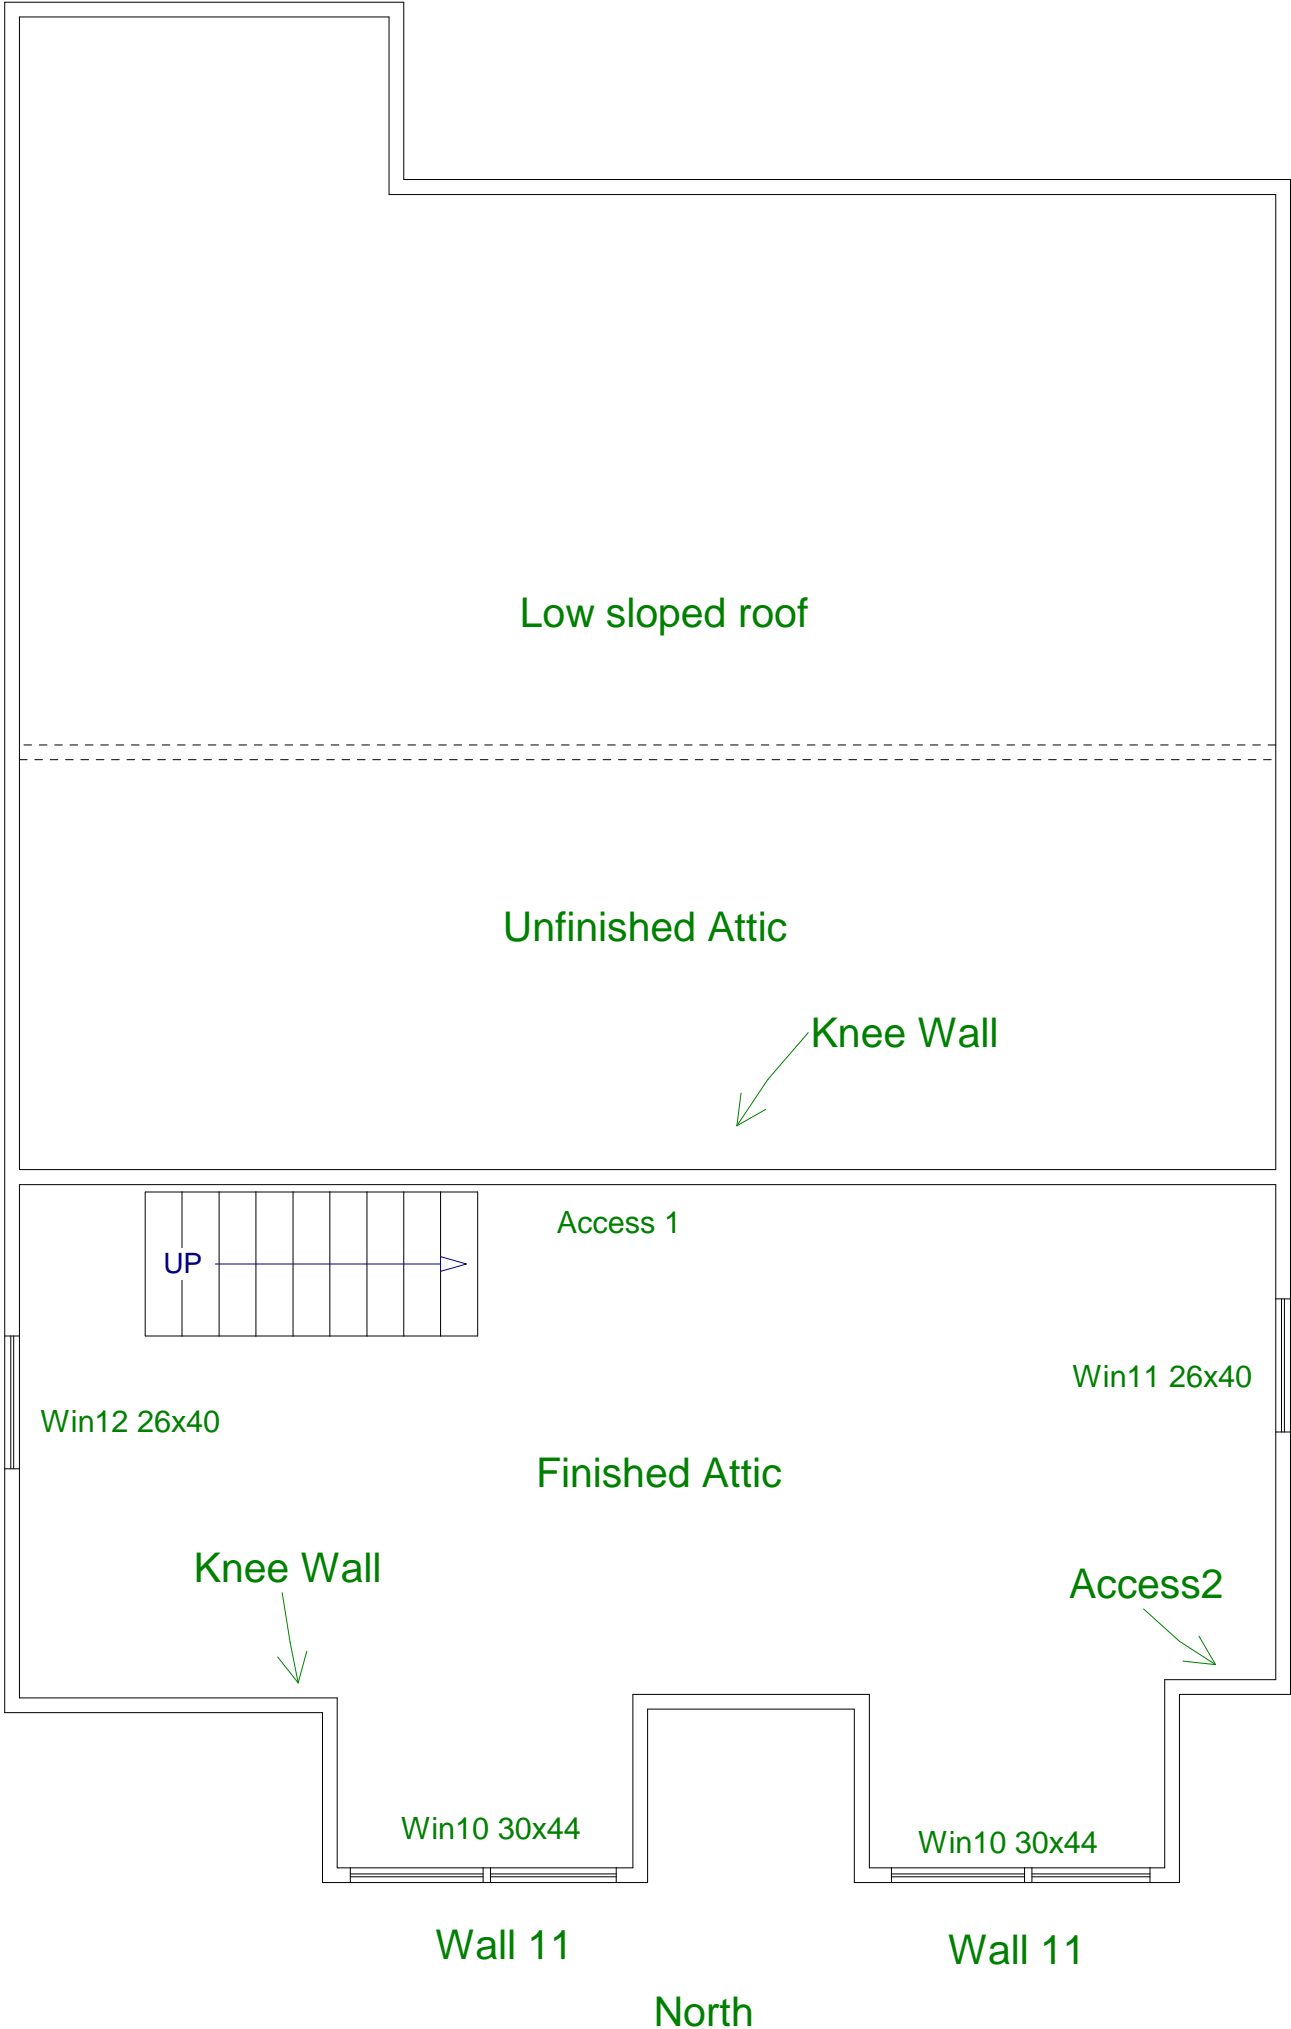 Low sloped roof
Unfinished Attic
Knee Wall
Access 1
UP
Win11 26x40
Win12 26x40
Finished Attic
Knee Wall
Access2
Win10 30x44
Win10 30x44
Wall 11
Wall 11
North